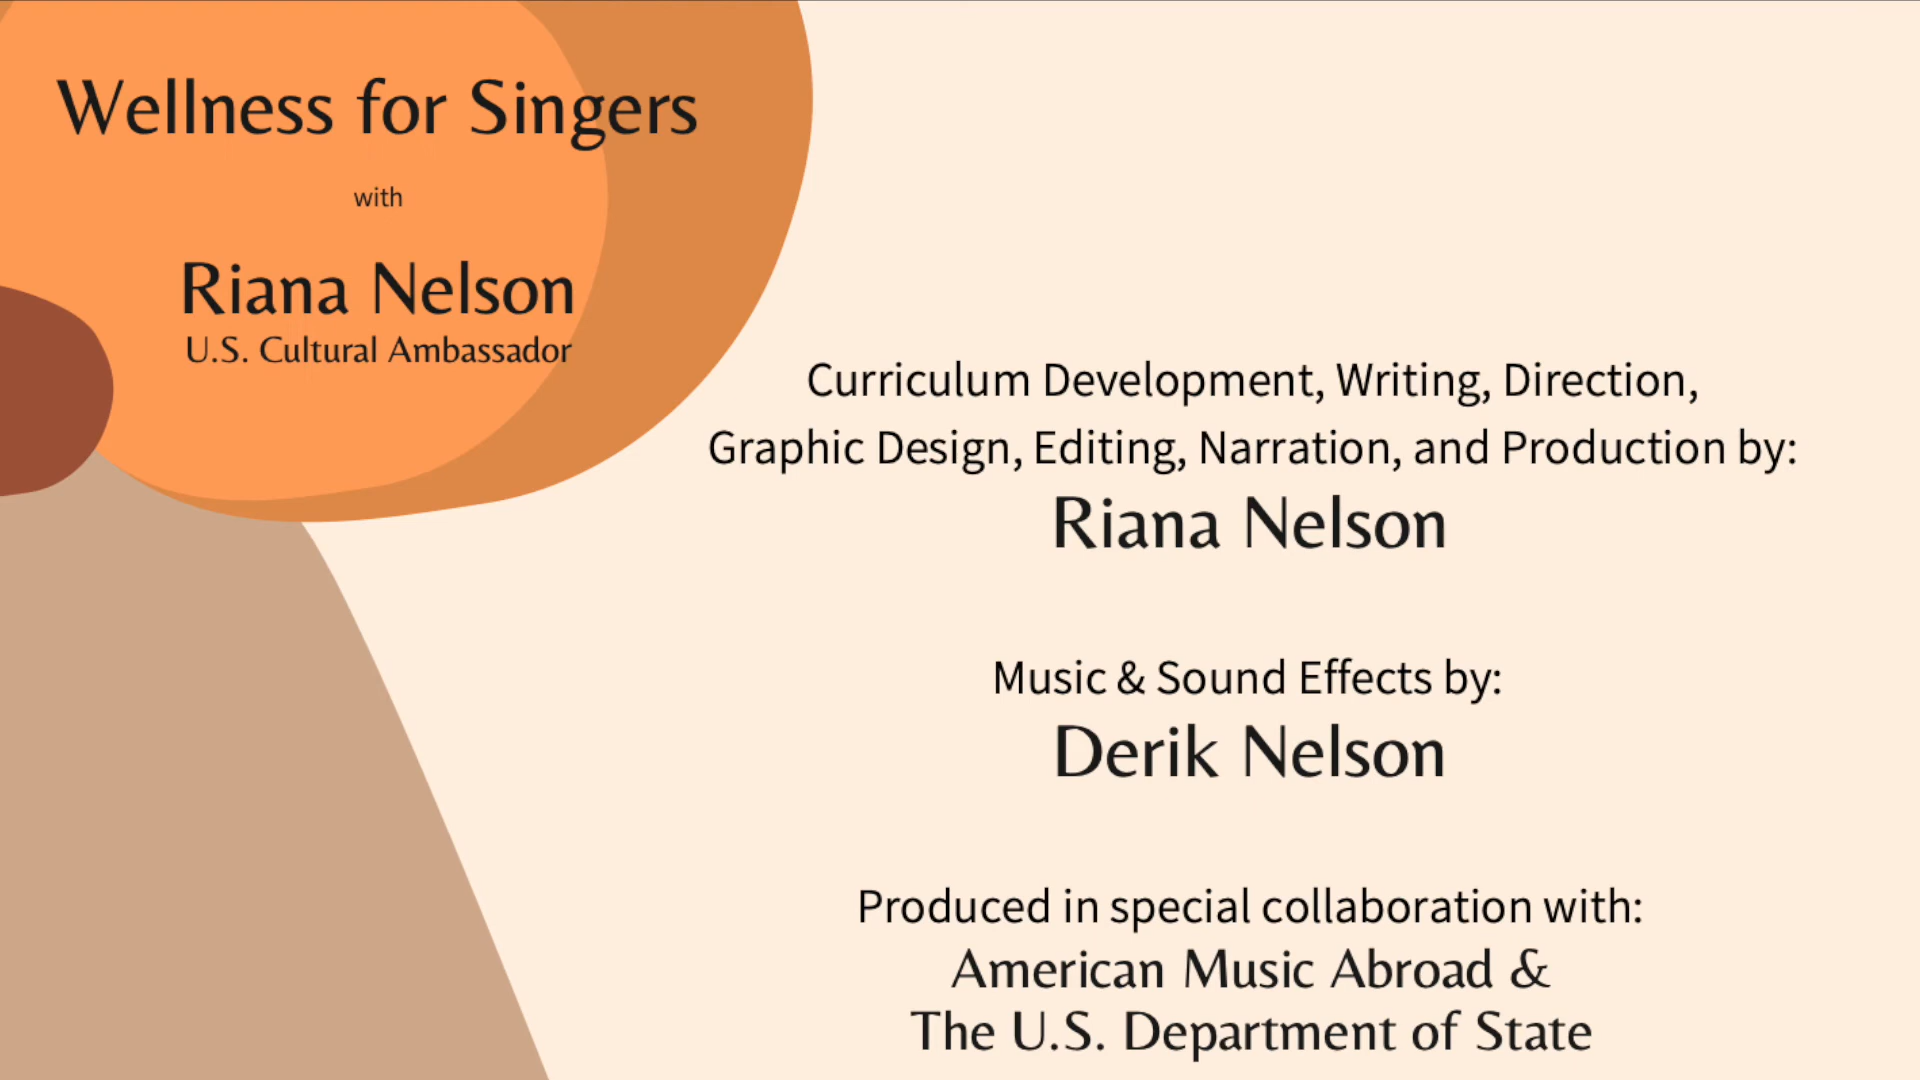 Wellness for Singers
with
Riana Nelson
U.S. Cultural Ambassador
Curriculum Development, Writing, Direction,
Graphic Design, Editing, Narration, and Production by:
Riana Nelson
Music & Sound Effects by:
Derik Nelson
Produced in special collaboration with:
American Music Abroad &
The U.S. Department of State